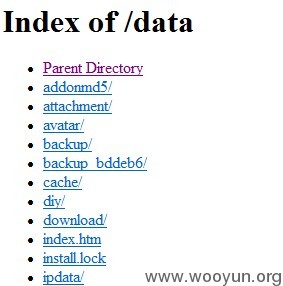 Index of /data
Parent Directory
addonmd5/
attachment/
avatar/
backup/
backup_bddeb6/
cache/
diy/
download/
index.htm
install.lock
ipdata/
www.wooyun.org